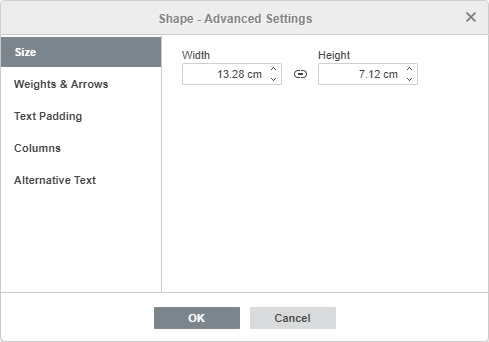 Shape - Advanced Settings
Size
Weights & Arrows
Text Padding
Columns
Alternative Text
Width Height
13.28 cm 7.12 cm
OK Cancel